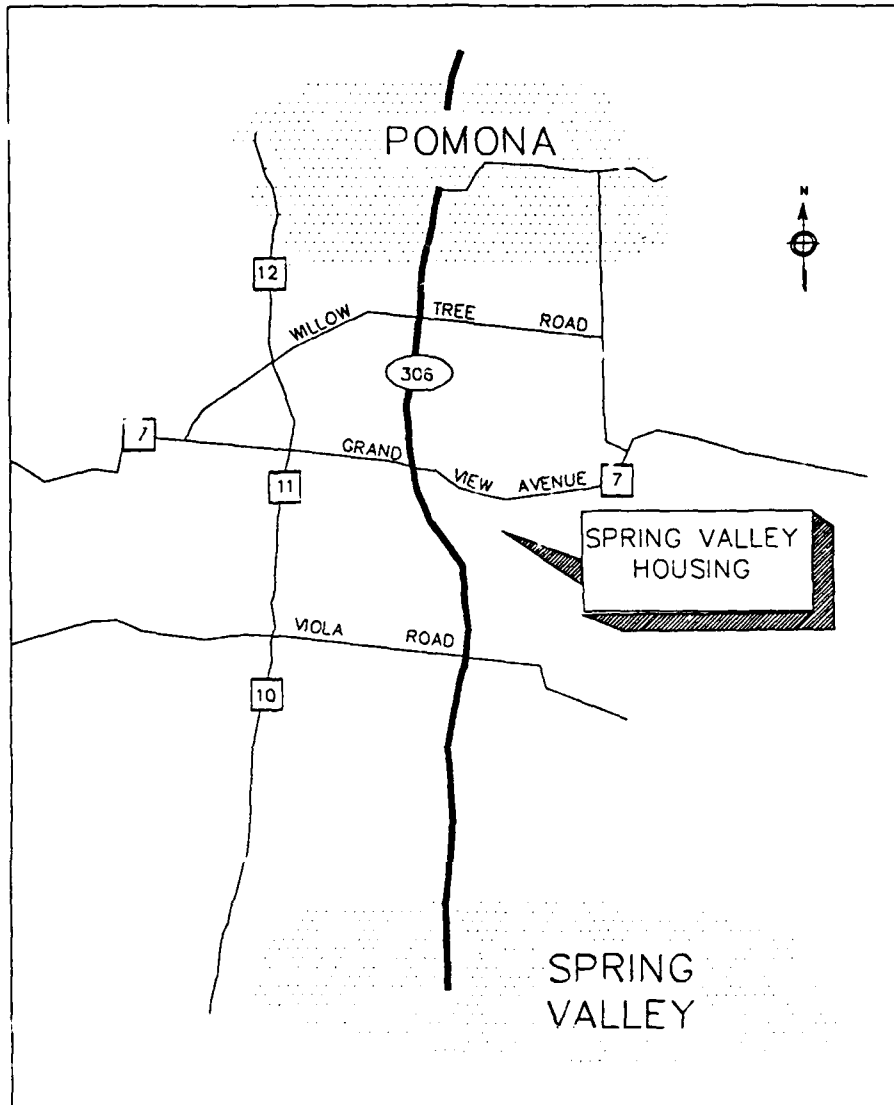 POMONA
N
12
WILLOW TREE ROAD
306
7
GRAND VIEW AVENUE
7
11
SPRING VALLEY
HOUSING
VIOLA ROAD
10
SPRING
VALLEY